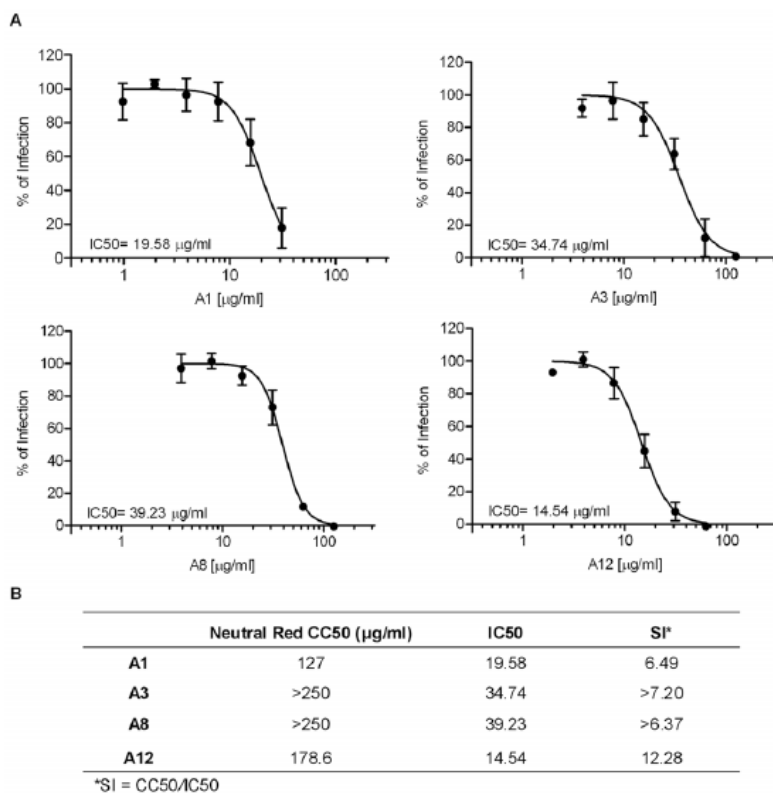 A
120
100
80
60
40
20
0
% of Infection
IC50= 19.58 µg/ml
1 10 100
A1 [µg/ml]
120
100
80
60
40
20
0
% of Infection
IC50= 34.74 µg/ml
1 10 100
A3 [µg/ml]
120
100
80
60
40
20
0
% of Infection
IC50= 39.23 µg/ml
1 10 100
A8 [µg/ml]
120
100
80
60
40
20
0
% of Infection
IC50= 14.54 µg/ml
1 10 100
A12 [µg/ml]
B
Neutral Red CC50 (µg/ml) IC50 SI*
A1 127 19.58 6.49
A3 >250 34.74 >7.20
A8 >250 39.23 >6.37
A12 178.6 14.54 12.28
*SI = CC50/IC50